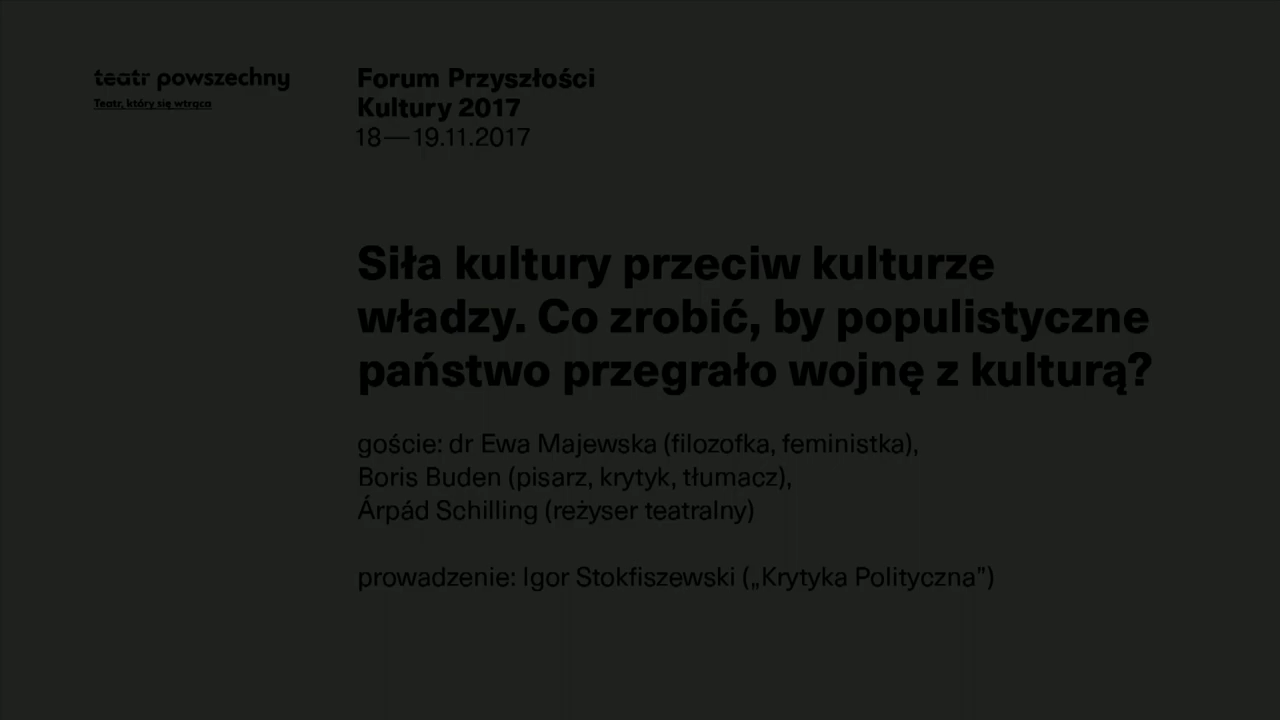 teatr powszechny
Teatr, który się wtrąca
Forum Przyszłości
Kultury 2017
18—19.11.2017
Siła kultury przeciw kulturze
władzy. Co zrobić, by populistyczne
państwo przegrało wojnę z kulturą?
goście: dr Ewa Majewska (filozofka, feministka),
Boris Buden (pisarz, krytyk, tłumacz),
Árpád Schilling (reżyser teatralny)
prowadzenie: Igor Stokfiszewski („Krytyka Polityczna”)